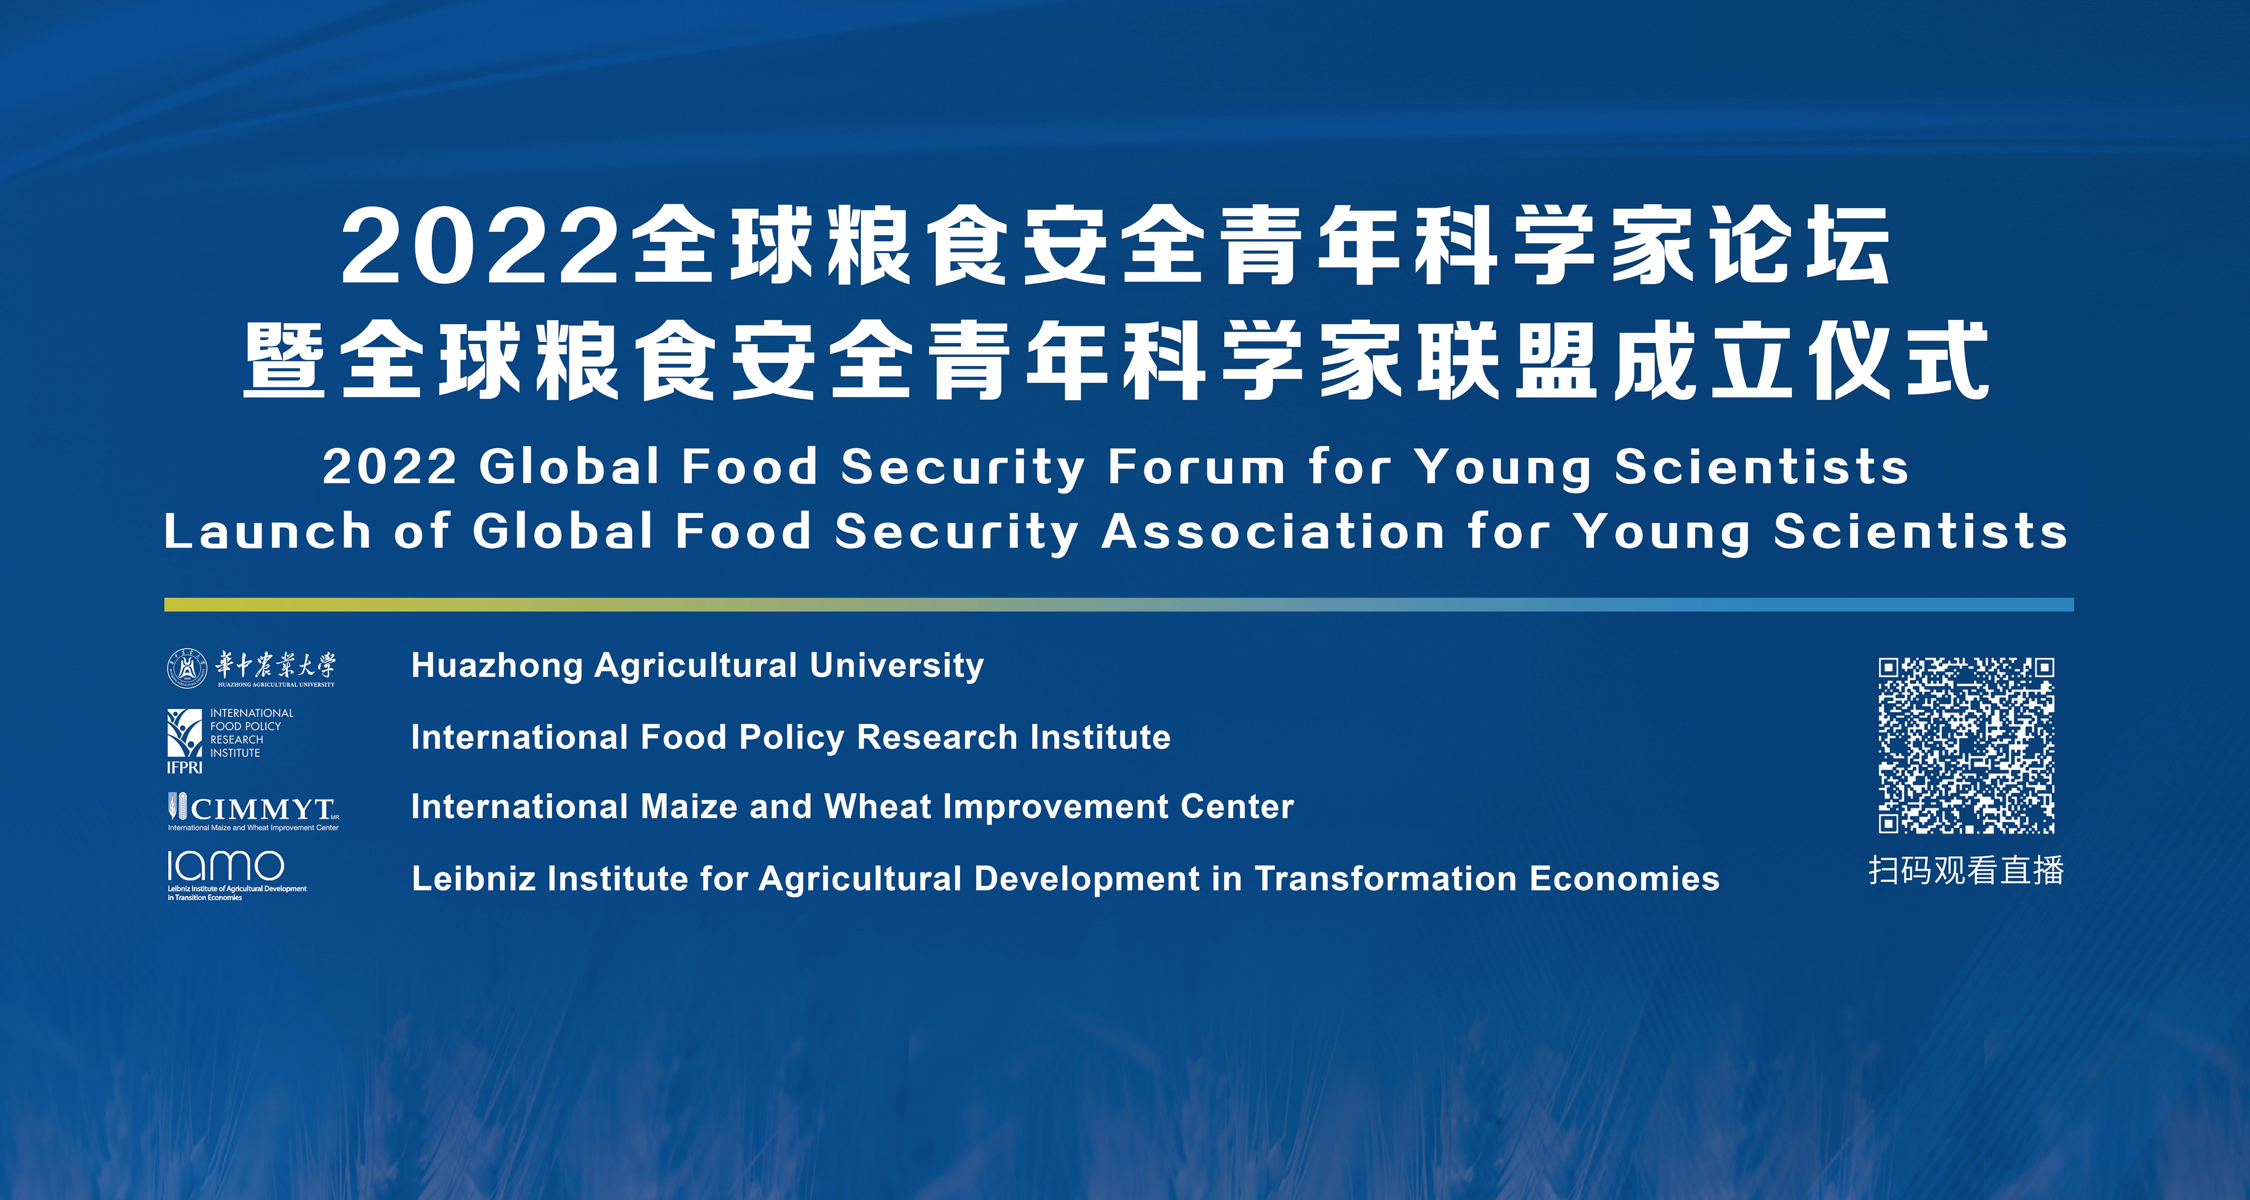 2022全球粮食安全青年科学家论坛
暨全球粮食安全青年科学家联盟成立仪式
2022 Global Food Security Forum for Young Scientists
Launch of Global Food Security Association for Young Scientists
華中農業大学
HUAZHONG AGRICULTURAL UNIVERSITY
Huazhong Agricultural University
INTERNATIONAL
FOOD POLICY
RESEARCH
INSTITUTE
IFPRI
International Food Policy Research Institute
CIMMYT MR
International Maize and Wheat Improvement Center
International Maize and Wheat Improvement Center
iamo
Leibniz Institute of Agricultural Development
in Transition Economies
Leibniz Institute for Agricultural Development in Transformation Economies
扫码观看直播